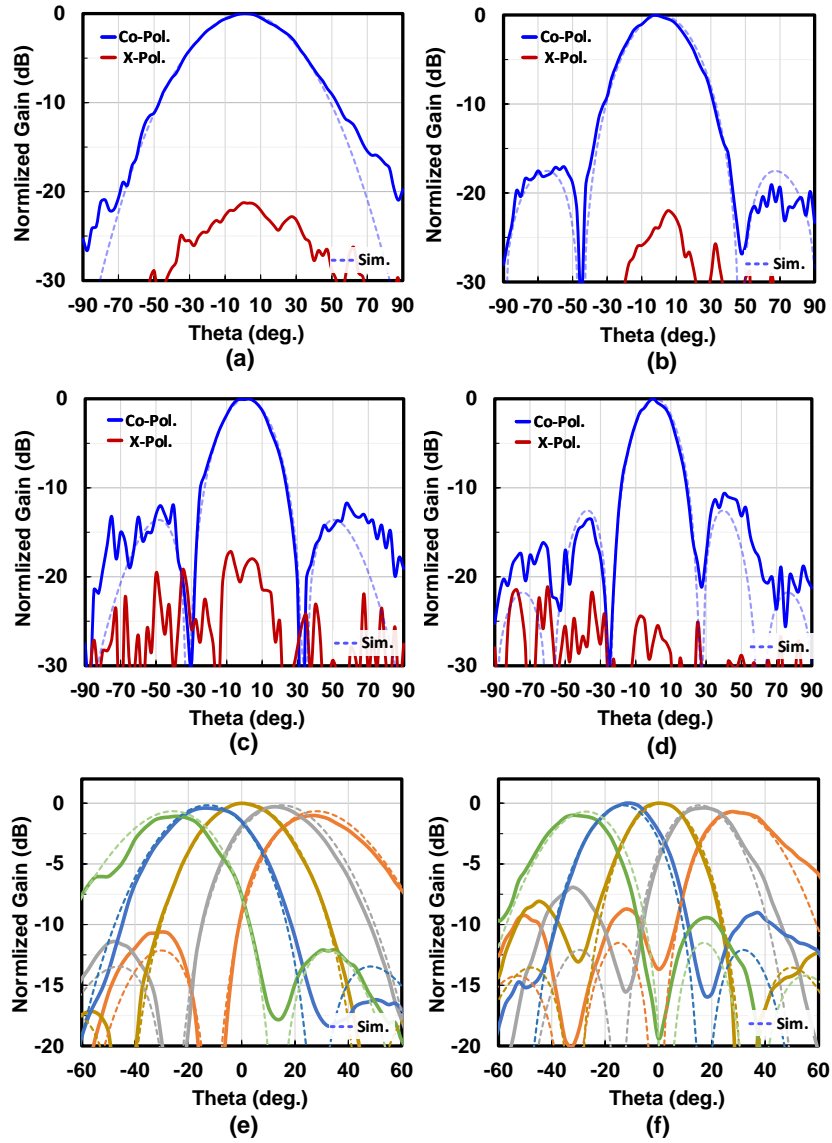 0
-10
-20
-30
Normlized Gain (dB)
Co-Pol.
X-Pol.
Sim.
-90 -70 -50 -30 -10 10 30 50 70 90
Theta (deg.)
(a)
0
-10
-20
-30
Normlized Gain (dB)
Co-Pol.
X-Pol.
Sim.
-90 -70 -50 -30 -10 10 30 50 70 90
Theta (deg.)
(b)
0
-10
-20
-30
Normlized Gain (dB)
Co-Pol.
X-Pol.
Sim.
-90 -70 -50 -30 -10 10 30 50 70 90
Theta (deg.)
(c)
0
-10
-20
-30
Normlized Gain (dB)
Co-Pol.
X-Pol.
Sim.
-90 -70 -50 -30 -10 10 30 50 70 90
Theta (deg.)
(d)
0
-5
-10
-15
-20
Normlized Gain (dB)
Sim.
-60 -40 -20 0 20 40 60
Theta (deg.)
(e)
0
-5
-10
-15
-20
Normlized Gain (dB)
Sim.
-60 -40 -20 0 20 40 60
Theta (deg.)
(f)